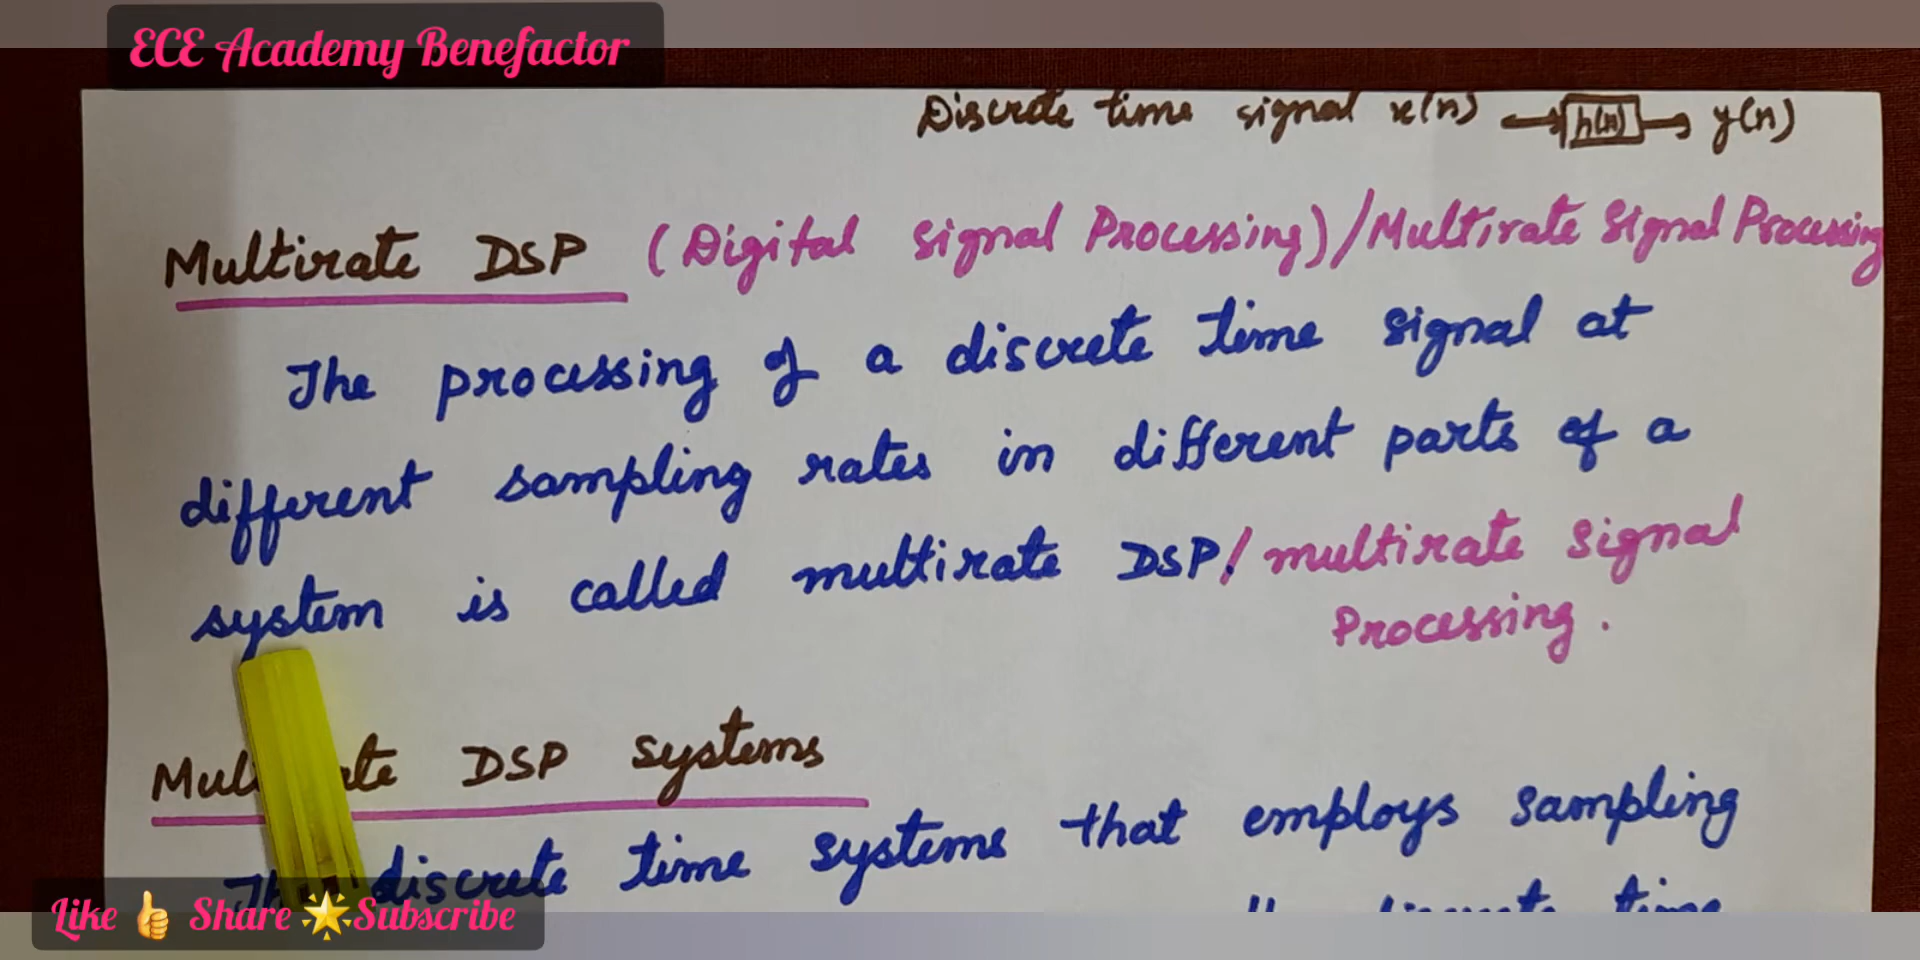 ECE Academy Benefactor
Discrete time signal x(n) → h(n) → y(n)
Multirate DSP (Digital Signal Processing)/Multirate Signal Processing
The processing of a discrete time signal at
different sampling rates in different parts of a
system is called multirate DSP/multirate Signal
Processing.
DSP systems
discrete time systems that employs sampling
Like 👍 Share 🌟Subscribe